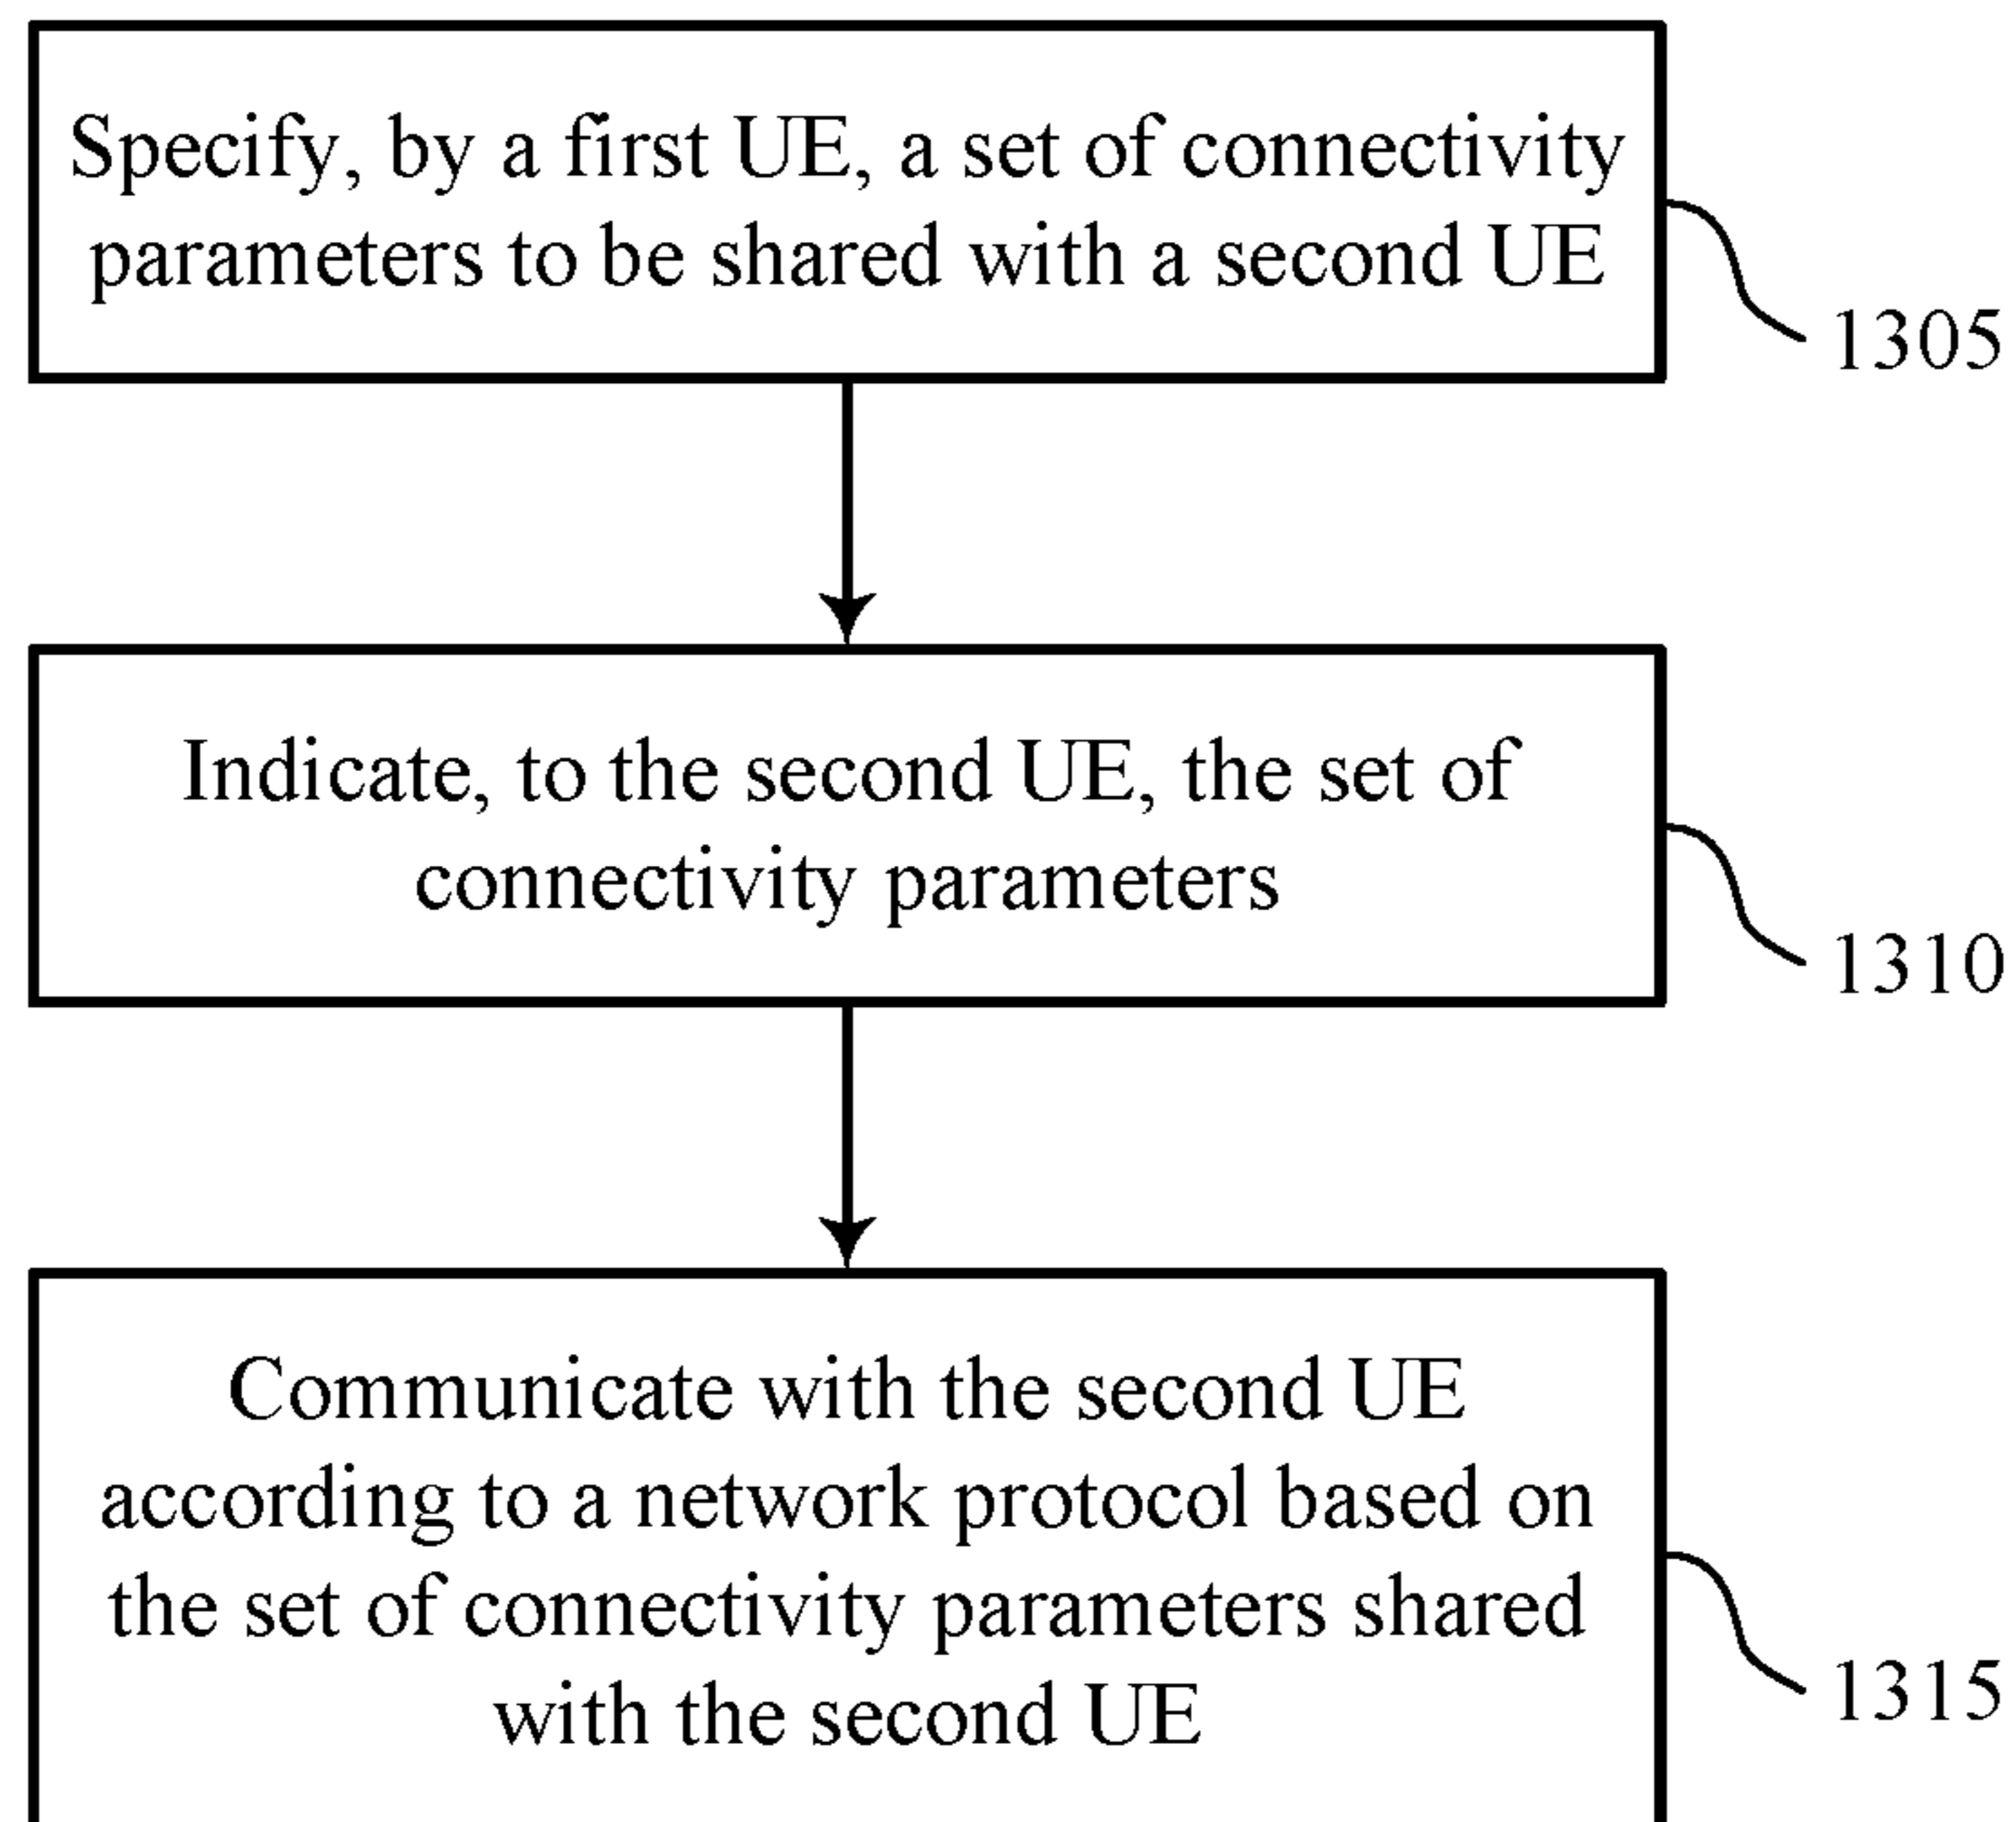 Specify, by a first UE, a set of connectivity
parameters to be shared with a second UE
1305
Indicate, to the second UE, the set of
connectivity parameters
1310
Communicate with the second UE
according to a network protocol based on
the set of connectivity parameters shared
with the second UE
1315